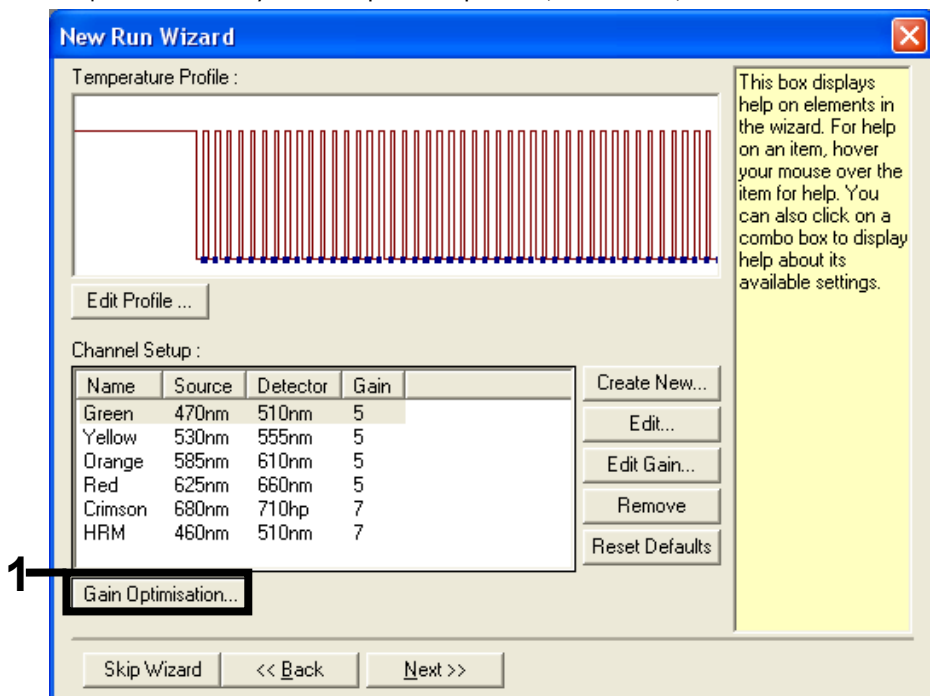 New Run Wizard
Temperature Profile :
This box displays
help on elements in
the wizard. For help
on an item, hover
your mouse over the
item for help. You
can also click on a
combo box to display
help about its
available settings.
Edit Profile ...
Channel Setup :
Name Source Detector Gain
Green 470nm 510nm 5
Yellow 530nm 555nm 5
Orange 585nm 610nm 5
Red 625nm 660nm 5
Crimson 680nm 710hp 7
HRM 460nm 510nm 7
Create New...
Edit...
Edit Gain...
Remove
Reset Defaults
1
Gain Optimisation...
Skip Wizard << Back Next >>